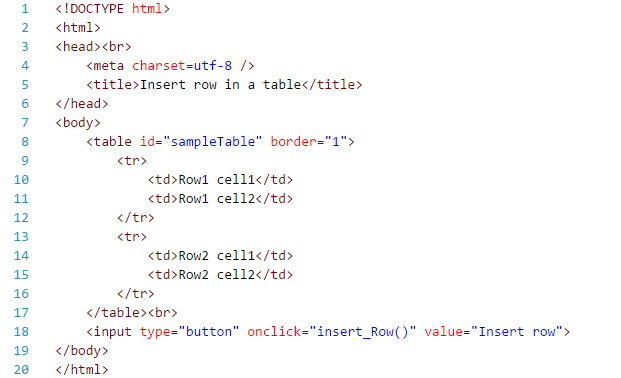 1 <!DOCTYPE html>
2 <html>
3 <head><br>
4 <meta charset=utf-8 />
5 <title>Insert row in a table</title>
6 </head>
7 <body>
8 <table id="sampleTable" border="1">
9 <tr>
10 <td>Row1 cell1</td>
11 <td>Row1 cell2</td>
12 </tr>
13 <tr>
14 <td>Row2 cell1</td>
15 <td>Row2 cell2</td>
16 </tr>
17 </table><br>
18 <input type="button" onclick="insert_Row()" value="Insert row">
19 </body>
20 </html>